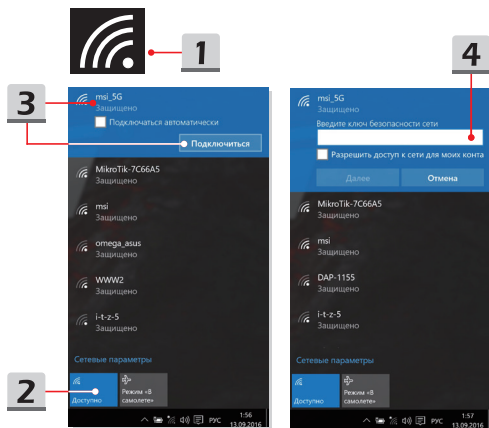 1
4
3
msi_5G
Защищено
Подключаться автоматически
Подключиться
MikroTik-7C66A5
Защищено
msi
Защищено
omega_asus
Защищено
WWW2
Защищено
i-t-z-5
Защищено
Сетевые параметры
2
Доступно
Режим «В
самолете»
РУС
1:56
13.09.2016
msi_5G
Защищено
Введите ключ безопасности сети
Разрешить доступ к сети для моих конта
Далее
Отмена
MikroTik-7C66A5
Защищено
msi
Защищено
DAP-1155
Защищено
i-t-z-5
Защищено
Сетевые параметры
Доступно
Режим «В
самолете»
РУС
1:57
13.09.2016